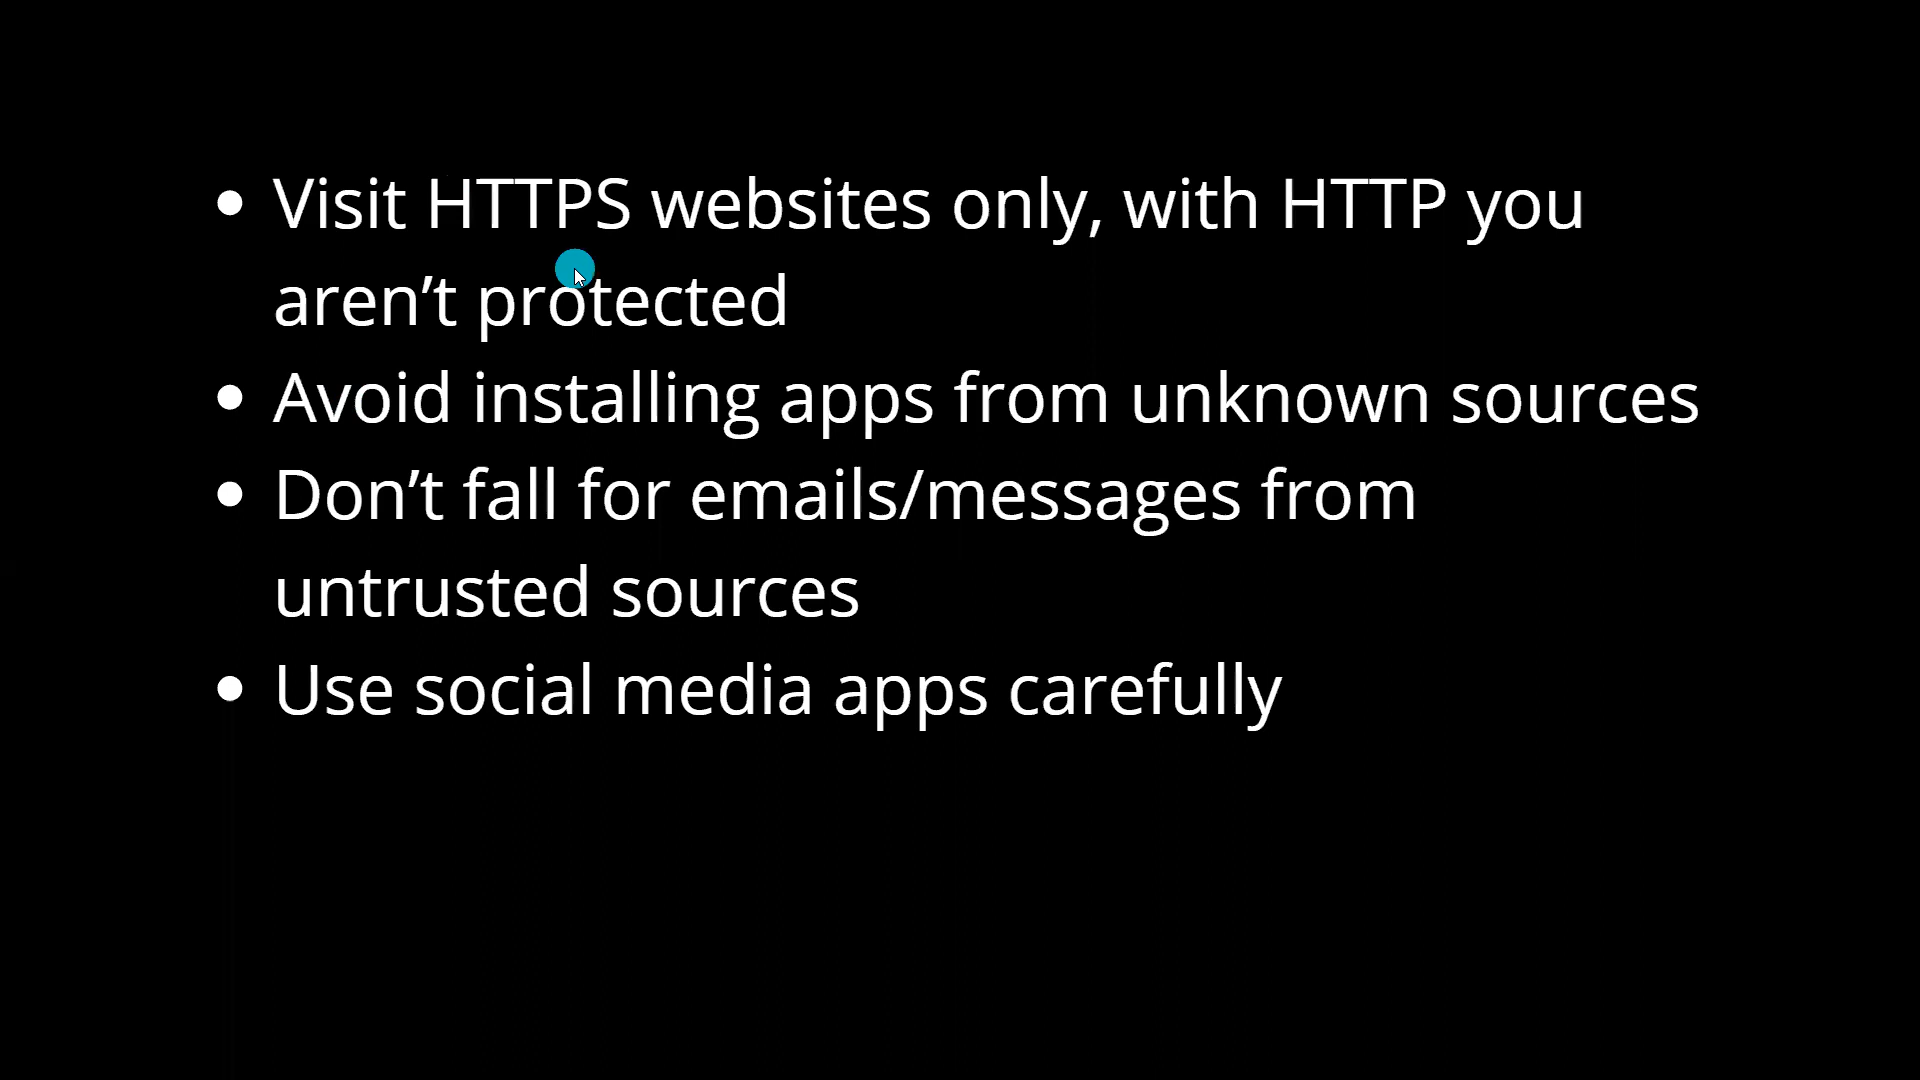 • Visit HTTPS websites only, with HTTP you
aren’t protected
• Avoid installing apps from unknown sources
• Don’t fall for emails/messages from
untrusted sources
• Use social media apps carefully